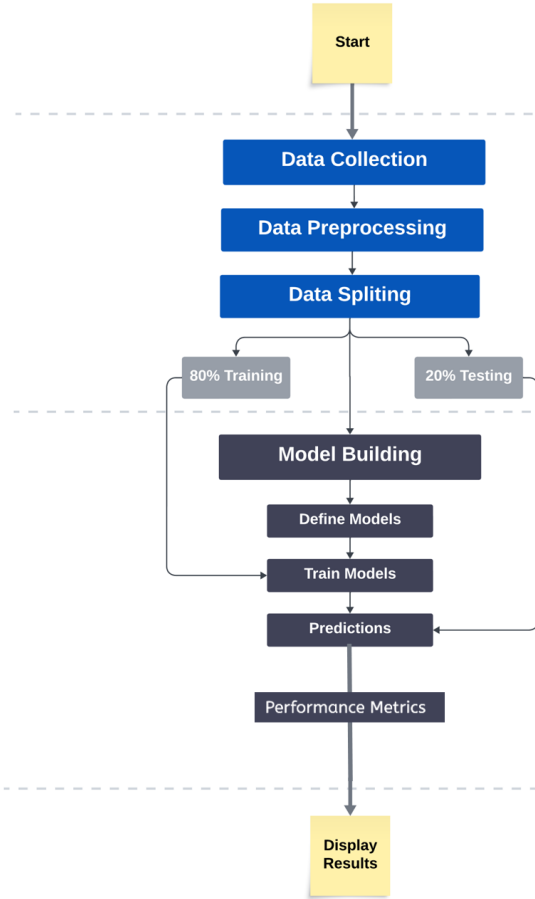 Start
Data Collection
Data Preprocessing
Data Spliting
80% Training
20% Testing
Model Building
Define Models
Train Models
Predictions
Performance Metrics
Display
Results